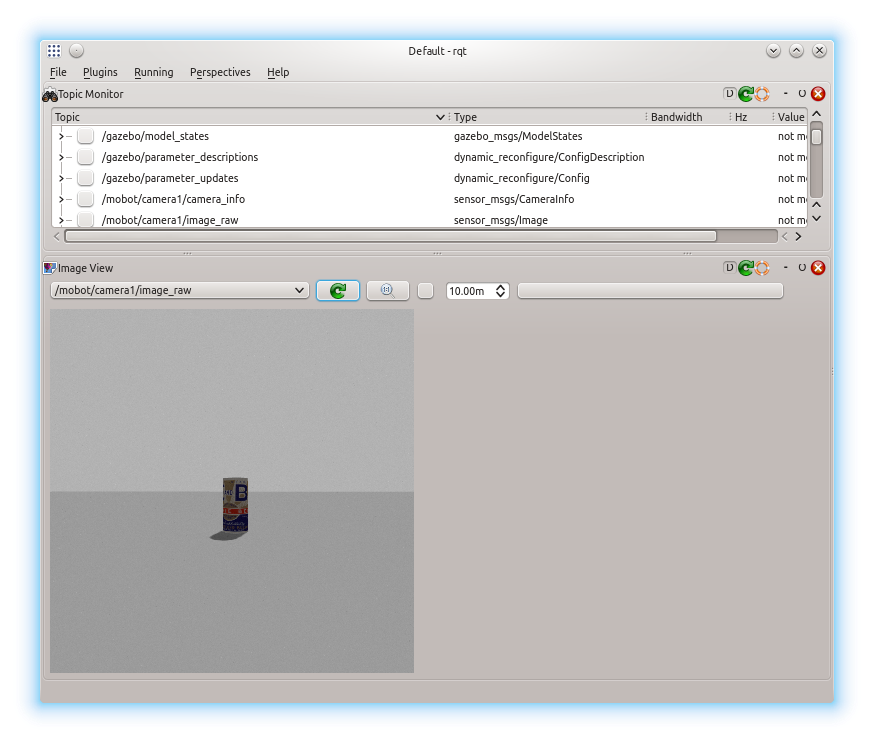 Default - rqt
File Plugins Running Perspectives Help
Topic Monitor D - O
Topic Type Bandwidth Hz Value
/gazebo/model_states gazebo_msgs/ModelStates not m
/gazebo/parameter_descriptions dynamic_reconfigure/ConfigDescription not m
/gazebo/parameter_updates dynamic_reconfigure/Config not m
/mobot/camera1/camera_info sensor_msgs/CameraInfo not m
/mobot/camera1/image_raw sensor_msgs/Image not m
Image View D - O
/mobot/camera1/image_raw 10.00m
B